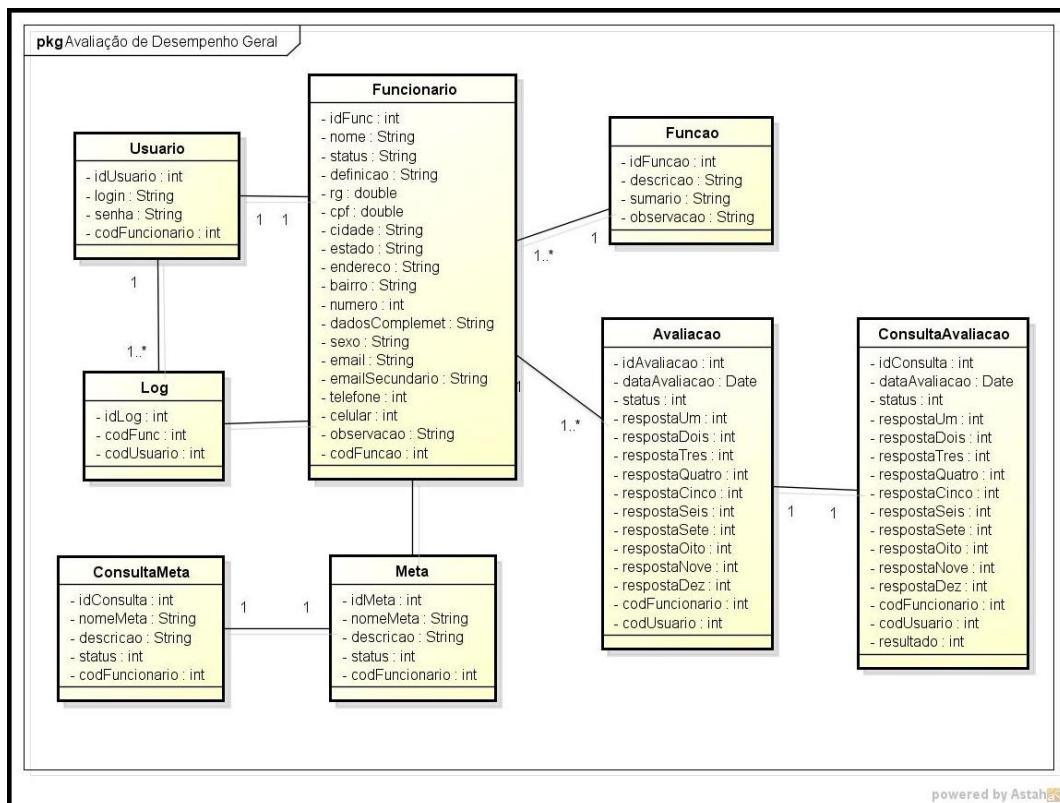 pkg Avaliação de Desempenho Geral
Funcionario
- idFunc : int
- nome : String
- status : String
- definicao : String
- rg : double
- cpf : double
- cidade : String
- estado : String
- endereco : String
- bairro : String
- numero : int
- dadosComplemet : String
- sexo : String
- email : String
- emailSecundario : String
- telefone : int
- celular : int
- observacao : String
- codFuncao : int
Usuário
- idUsuario : int
- login : String
- senha : String
- codFuncionario : int
1 1
1
1..*
Funcao
- idFuncao : int
- descricao : String
- sumario : String
- observacao : String
1
1..*
Log
- idLog : int
- codFunc : int
- codUsuario : int
1
1..*
Avaliacao
- idAvaliacao : int
- dataAvaliacao : Date
- status : int
- respostaUm : int
- respostaDois : int
- respostaTres : int
- respostaQuatro : int
- respostaCinco : int
- respostaSeis : int
- respostaSete : int
- respostaOito : int
- respostaNove : int
- respostaDez : int
- codFuncionario : int
- codUsuario : int
1 1
ConsultaAvaliacao
- idConsulta : int
- dataAvaliacao : Date
- status : int
- respostaUm : int
- respostaDois : int
- respostaTres : int
- respostaQuatro : int
- respostaCinco : int
- respostaSeis : int
- respostaSete : int
- respostaOito : int
- respostaNove : int
- respostaDez : int
- codFuncionario : int
- codUsuario : int
- resultado : int
ConsultaMeta
- idConsulta : int
- nomeMeta : String
- descricao : String
- status : int
- codFuncionario : int
1 1
Meta
- idMeta : int
- nomeMeta : String
- descricao : String
- status : int
- codFuncionario : int
powered by Astah